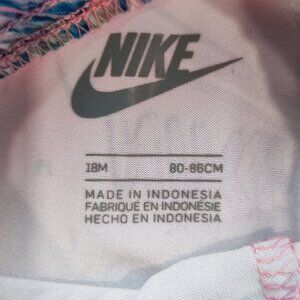 NIKE
18M 80-86CM
MADE IN INDONESIA
FABRIQUÉ EN INDONÉSIE
HECHO EN INDONESIA